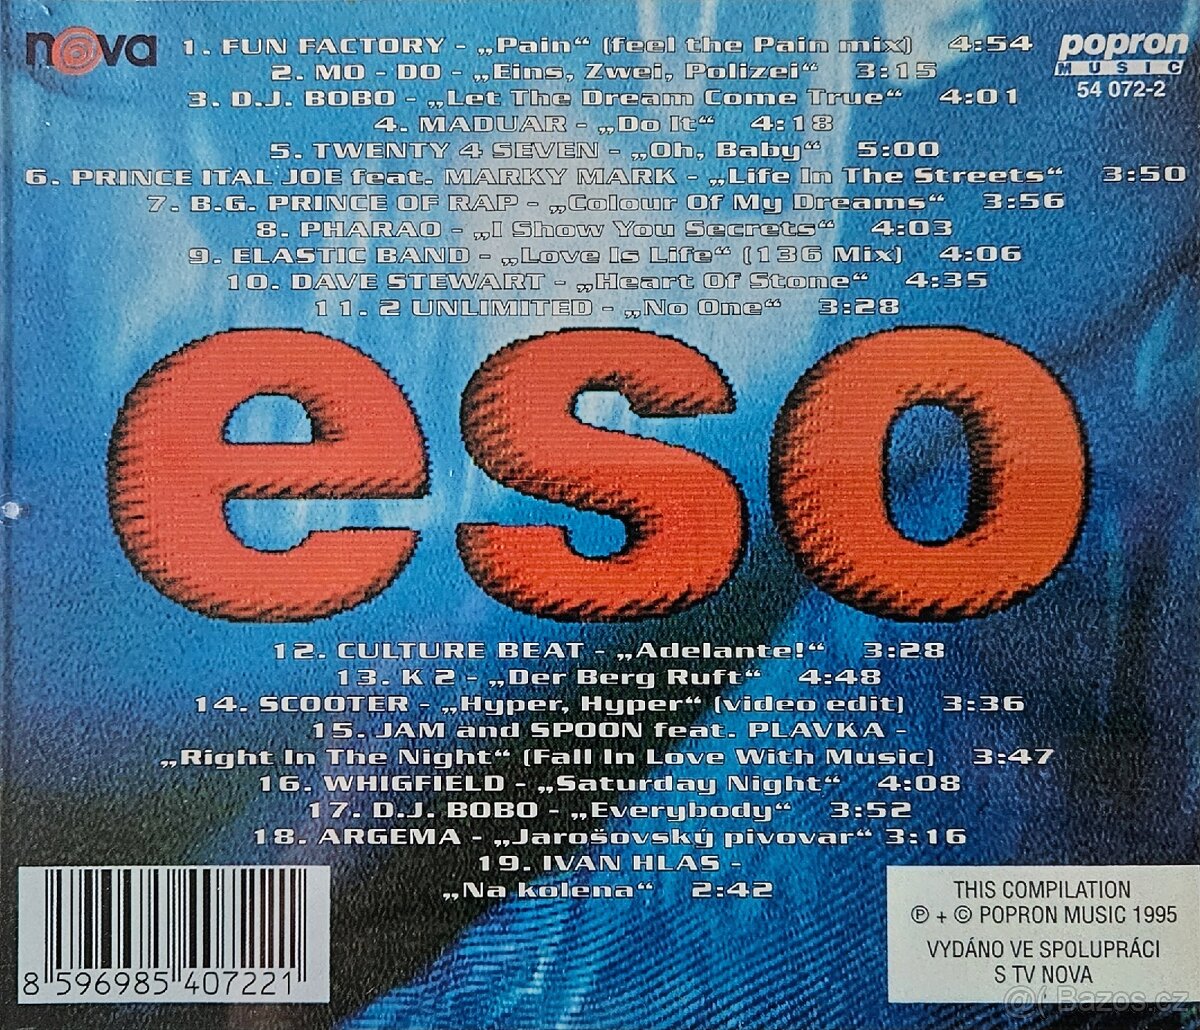 nova
popron
MUSIC
54 072-2
1. FUN FACTORY - „Pain“ (feel the Pain mix) 4:54
2. MO - DO - „Eins, Zwei, Polizei“ 3:15
3. D.J. BOBO - „Let The Dream Come True“ 4:01
4. MADUAR - „Do It“ 4:18
5. TWENTY 4 SEVEN - „Oh, Baby“ 5:00
6. PRINCE ITAL JOE feat. MARKY MARK - „Life In The Streets“ 3:50
7. B.G. PRINCE OF RAP - „Colour Of My Dreams“ 3:56
8. PHARAO - „I Show You Secrets“ 4:03
9. ELASTIC BAND - „Love Is Life“ (136 Mix) 4:06
10. DAVE STEWART - „Heart Of Stone“ 4:35
11. 2 UNLIMITED - „No One“ 3:28
eso
12. CULTURE BEAT - „Adelante!“ 3:28
13. K 2 - „Der Berg Ruft“ 4:48
14. SCOOTER - „Hyper, Hyper“ (video edit) 3:36
15. JAM and SPOON feat. PLAVKA -
„Right In The Night“ (Fall In Love With Music) 3:47
16. WHIGFIELD - „Saturday Night“ 4:08
17. D.J. BOBO - „Everybody“ 3:52
18. ARGEMA - „Jarošovský pivovar“ 3:16
19. IVAN HLAS -
„Na kolena“ 2:42
8 596985 407221
THIS COMPILATION
℗ + © POPRON MUSIC 1995
VYDÁNO VE SPOLUPRÁCI
S TV NOVA
@( Bazos.cz